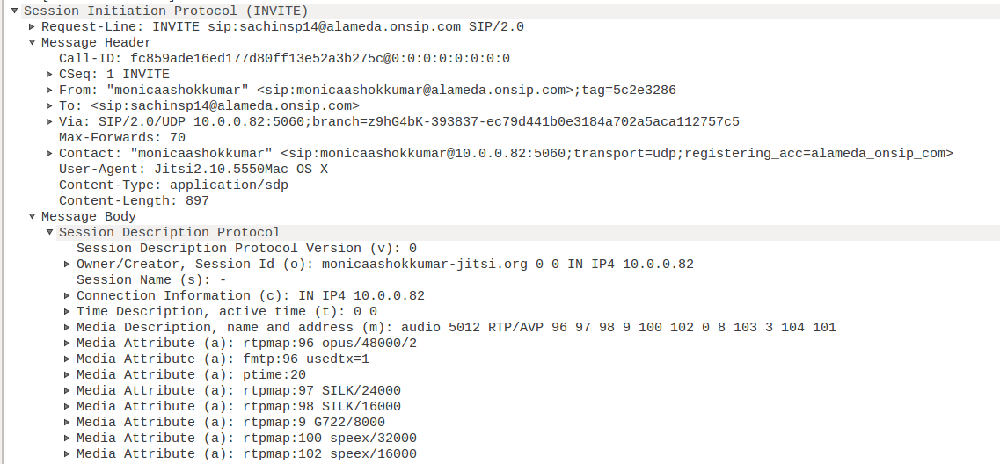 Session Initiation Protocol (INVITE)
Request-Line: INVITE sip:sachinsp14@alameda.onsip.com SIP/2.0
Message Header
Call-ID: fc859ade16ed177d80ff13e52a3b275c@0:0:0:0:0:0:0:0
CSeq: 1 INVITE
From: "monicaashokkumar" <sip:monicaashokkumar@alameda.onsip.com>;tag=5c2e3286
To: <sip:sachinsp14@alameda.onsip.com>
Via: SIP/2.0/UDP 10.0.0.82:5060;branch=z9hG4bK-393837-ec79d441b0e3184a702a5aca112757c5
Max-Forwards: 70
Contact: "monicaashokkumar" <sip:monicaashokkumar@10.0.0.82:5060;transport=udp;registering_acc=alameda_onsip_com>
User-Agent: Jitsi2.10.5550Mac OS X
Content-Type: application/sdp
Content-Length: 897
Message Body
Session Description Protocol
Session Description Protocol Version (v): 0
Owner/Creator, Session Id (o): monicaashokkumar-jitsi.org 0 0 IN IP4 10.0.0.82
Session Name (s): -
Connection Information (c): IN IP4 10.0.0.82
Time Description, active time (t): 0 0
Media Description, name and address (m): audio 5012 RTP/AVP 96 97 98 9 100 102 0 8 103 3 104 101
Media Attribute (a): rtpmap:96 opus/48000/2
Media Attribute (a): fmtp:96 usedtx=1
Media Attribute (a): ptime:20
Media Attribute (a): rtpmap:97 SILK/24000
Media Attribute (a): rtpmap:98 SILK/16000
Media Attribute (a): rtpmap:9 G722/8000
Media Attribute (a): rtpmap:100 speex/32000
Media Attribute (a): rtpmap:102 speex/16000